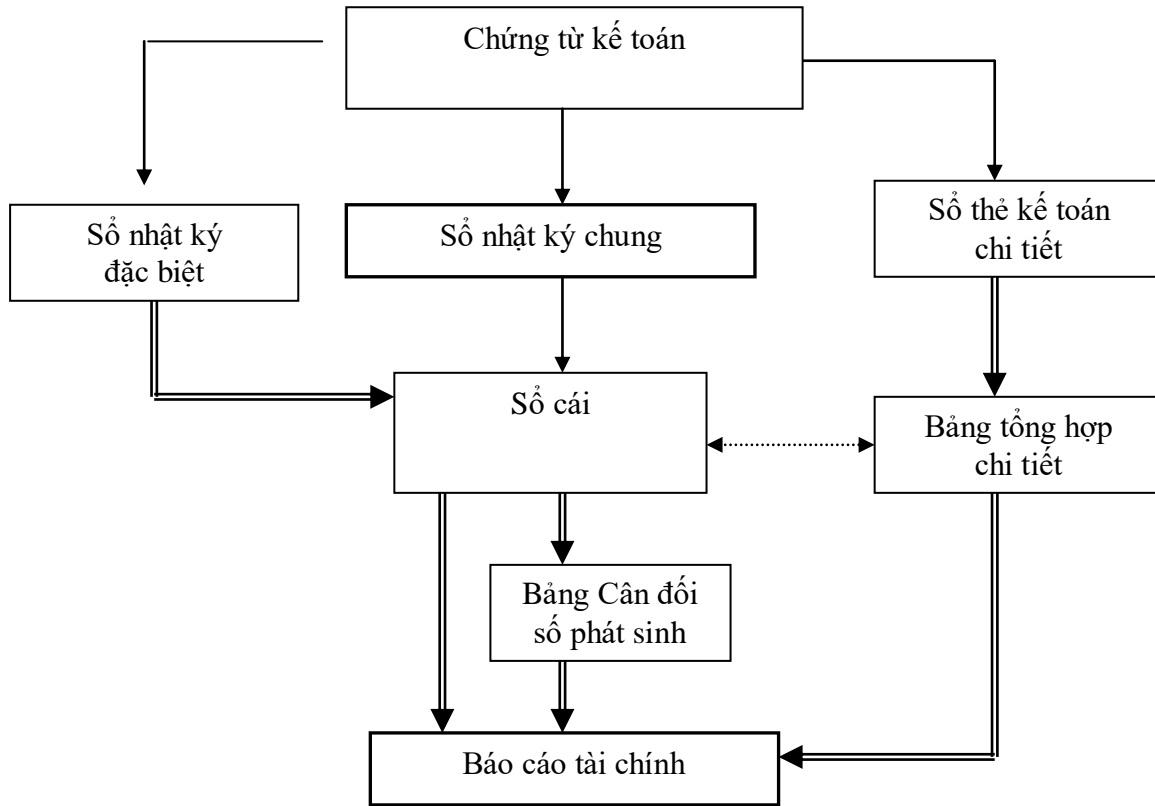 Chứng từ kế toán
Sổ nhật ký
đặc biệt
Sổ nhật ký chung
Sổ thẻ kế toán
chi tiết
Sổ cái
Bảng tổng hợp
chi tiết
Bảng Cân đối
số phát sinh
Báo cáo tài chính